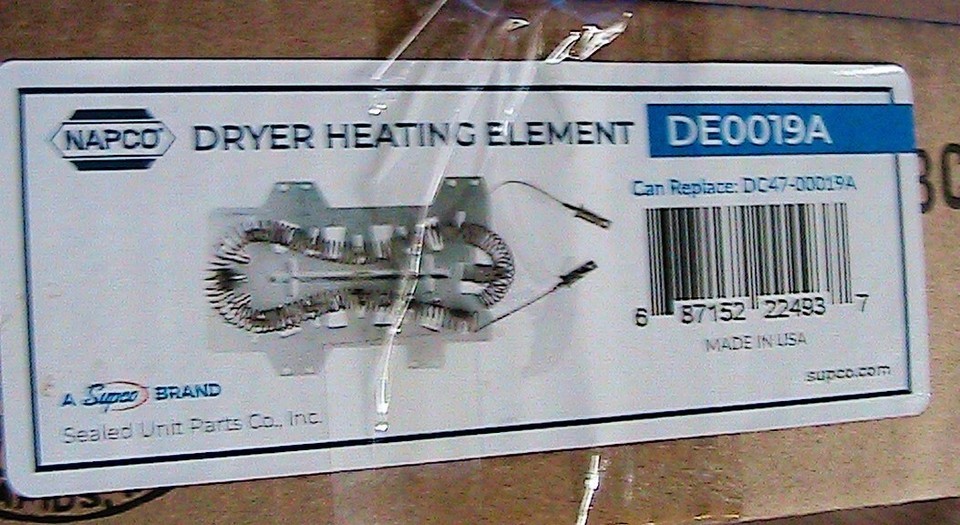 NAPCO
DRYER HEATING ELEMENT
DE0019A
Can Replace: DC47-00019A
6 87152 22493 7
MADE IN USA
supco.com
A Supco BRAND
Sealed Unit Parts Co., Inc.